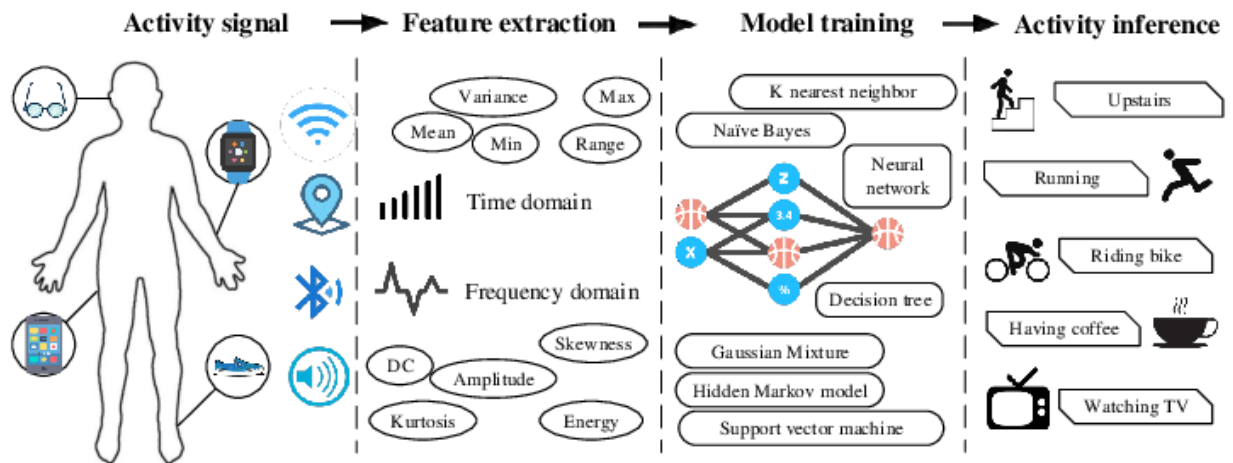 Activity signal
Feature extraction
Model training
Activity inference
Variance
Max
Mean
Min
Range
Time domain
Frequency domain
Skewness
DC
Amplitude
Kurtosis
Energy
K nearest neighbor
Naïve Bayes
Neural
network
Z
3.4
X
%
Decision tree
Gaussian Mixture
Hidden Markov model
Support vector machine
Upstairs
Running
Riding bike
Having coffee
Watching TV